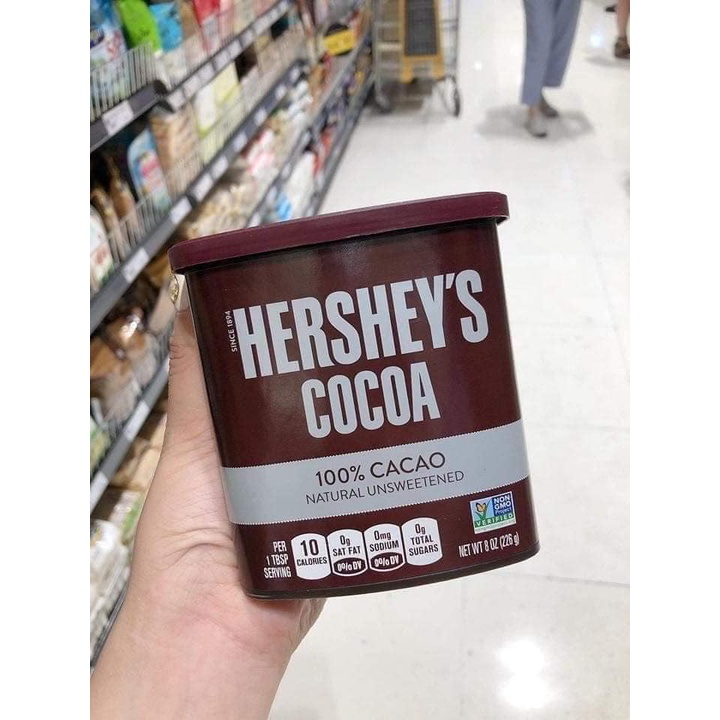 SINCE 1894
HERSHEY'S
COCOA
100% CACAO
NATURAL UNSWEETENED
NON
GMO
Project
VERIFIED
PER
1 TBSP
SERVING
10
CALORIES
0g
SAT FAT
0% DV
0mg
SODIUM
0% DV
0g
TOTAL
SUGARS
NET WT 8 OZ (226 g)